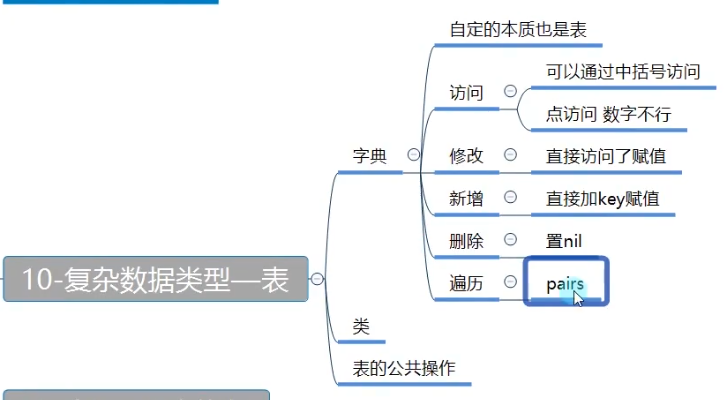 自定的本质也是表
可以通过中括号访问
访问
点访问 数字不行
字典
修改
直接访问了赋值
新增
直接加key赋值
删除
置nil
10-复杂数据类型—表
遍历
pairs
类
表的公共操作